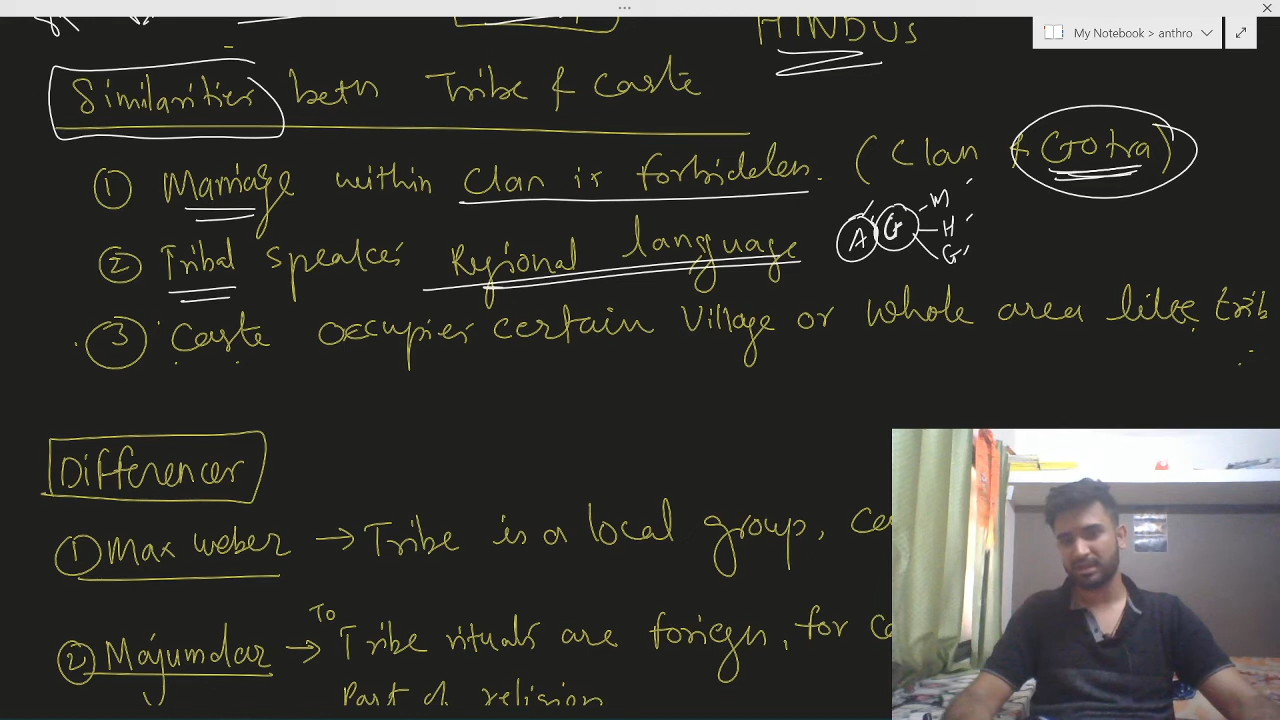 HINDUS
My Notebook > anthro
Similarities betn Tribe & Caste
① Marriage within Clan is forbidden. (Clan & Gotra)
A G M
H
G
② Tribal speakes Regional language
③ Caste occupies certain Village or whole area like trib
Differences
① Max weber → Tribe is a local group,
② Majumdar → To Tribe rituals are foriegn, for
Part of religion